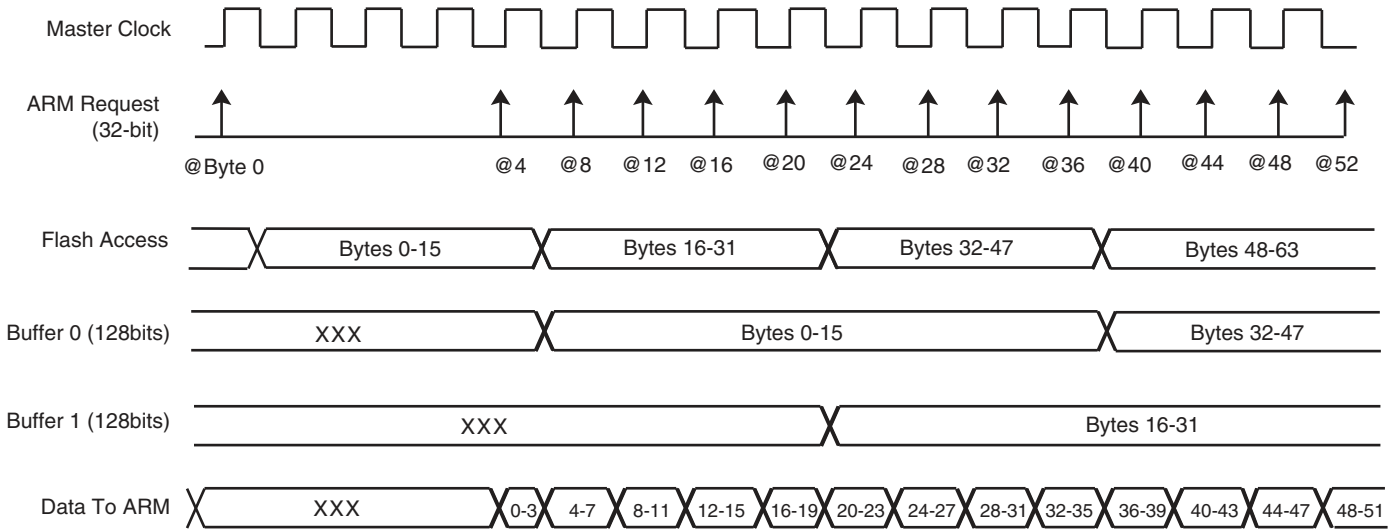 Master Clock
ARM Request
(32-bit)
@Byte 0 @4 @8 @12 @16 @20 @24 @28 @32 @36 @40 @44 @48 @52
Flash Access Bytes 0-15 Bytes 16-31 Bytes 32-47 Bytes 48-63
Buffer 0 (128bits) XXX Bytes 0-15 Bytes 32-47
Buffer 1 (128bits) XXX Bytes 16-31
Data To ARM XXX 0-3 4-7 8-11 12-15 16-19 20-23 24-27 28-31 32-35 36-39 40-43 44-47 48-51